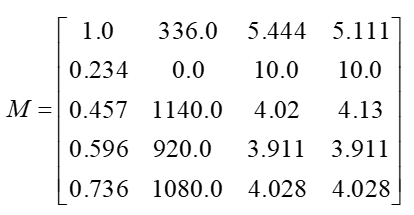 1.0 336.0 5.444 5.111
0.234 0.0 10.0 10.0
M = 0.457 1140.0 4.02 4.13
0.596 920.0 3.911 3.911
0.736 1080.0 4.028 4.028